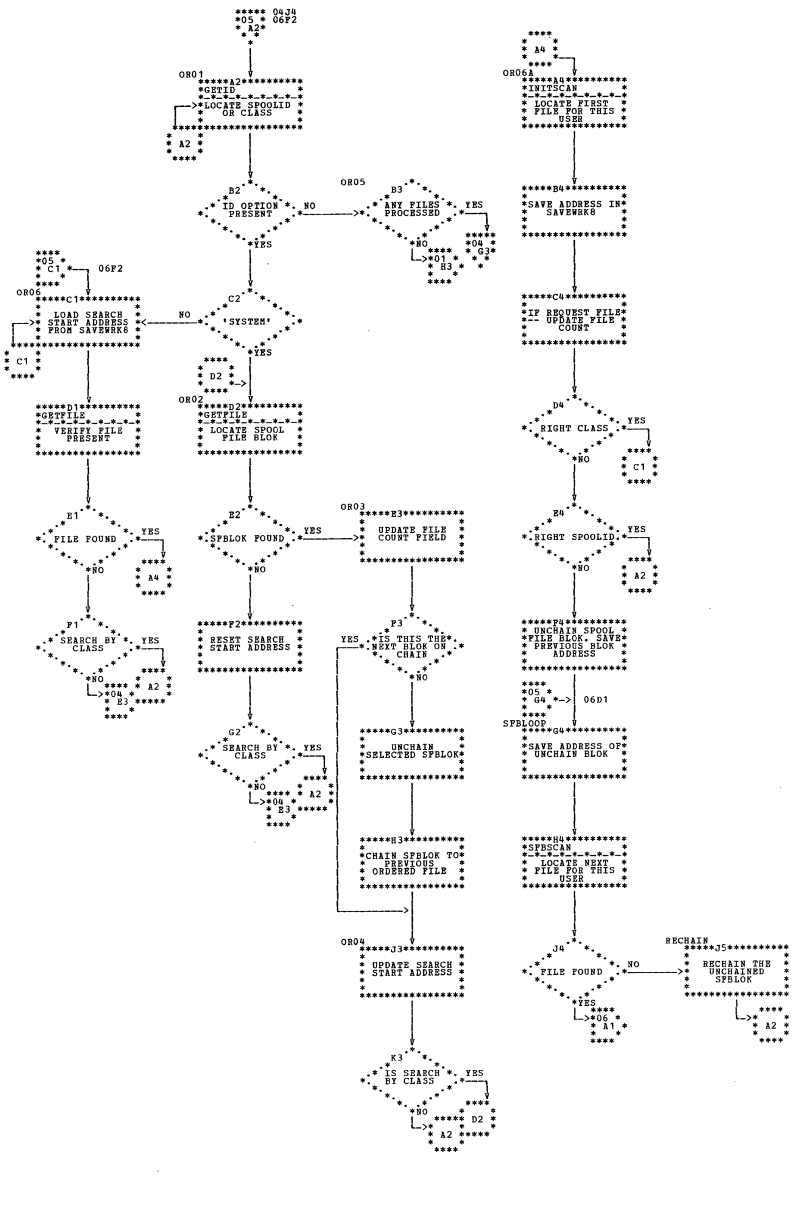 04J4
05
A2
06F2
A4
OR01
A2
GETID
LOCATE SPOOLID
OR CLASS
A2
OR06A
A4
INITSCAN
LOCATE FIRST
FILE FOR THIS
USER
B2
ID OPTION
PRESENT
NO
YES
OR05
B3
ANY FILES
PROCESSED
YES
NO
04
G3
01
H3
B4
SAVE ADDRESS IN
SAVEWRK8
05
C1
06F2
OR06
C1
LOAD SEARCH
START ADDRESS
FROM SAVEWRK8
C1
NO
C2
'SYSTEM'
YES
C4
IF REQUEST FILE
-- UPDATE FILE
COUNT
D2
OR02
D1
GETFILE
VERIFY FILE
PRESENT
D2
GETFILE
LOCATE SPOOL
FILE BLOK
D4
RIGHT CLASS
YES
NO
C1
E1
FILE FOUND
YES
NO
A4
E2
SFBLOK FOUND
YES
NO
OR03
E3
UPDATE FILE
COUNT FIELD
E4
RIGHT SPOOLID
YES
NO
A2
F1
SEARCH BY
CLASS
YES
NO
A2
04
E3
F2
RESET SEARCH
START ADDRESS
F3
IS THIS THE
NEXT BLOK ON
CHAIN
YES
NO
F4
UNCHAIN SPOOL
FILE BLOK. SAVE
PREVIOUS BLOK
ADDRESS
05
G4
06D1
SFBLOOP
G2
SEARCH BY
CLASS
YES
NO
A2
04
E3
G3
UNCHAIN
SELECTED SFBLOK
G4
SAVE ADDRESS OF
UNCHAIN BLOK
H3
CHAIN SFBLOK TO
PREVIOUS
ORDERED FILE
H4
SFBSCAN
LOCATE NEXT
FILE FOR THIS
USER
OR04
J3
UPDATE SEARCH
START ADDRESS
J4
FILE FOUND
NO
YES
06
A1
RECHAIN
J5
RECHAIN THE
UNCHAINED
SFBLOK
A2
K3
IS SEARCH
BY CLASS
YES
NO
D2
A2